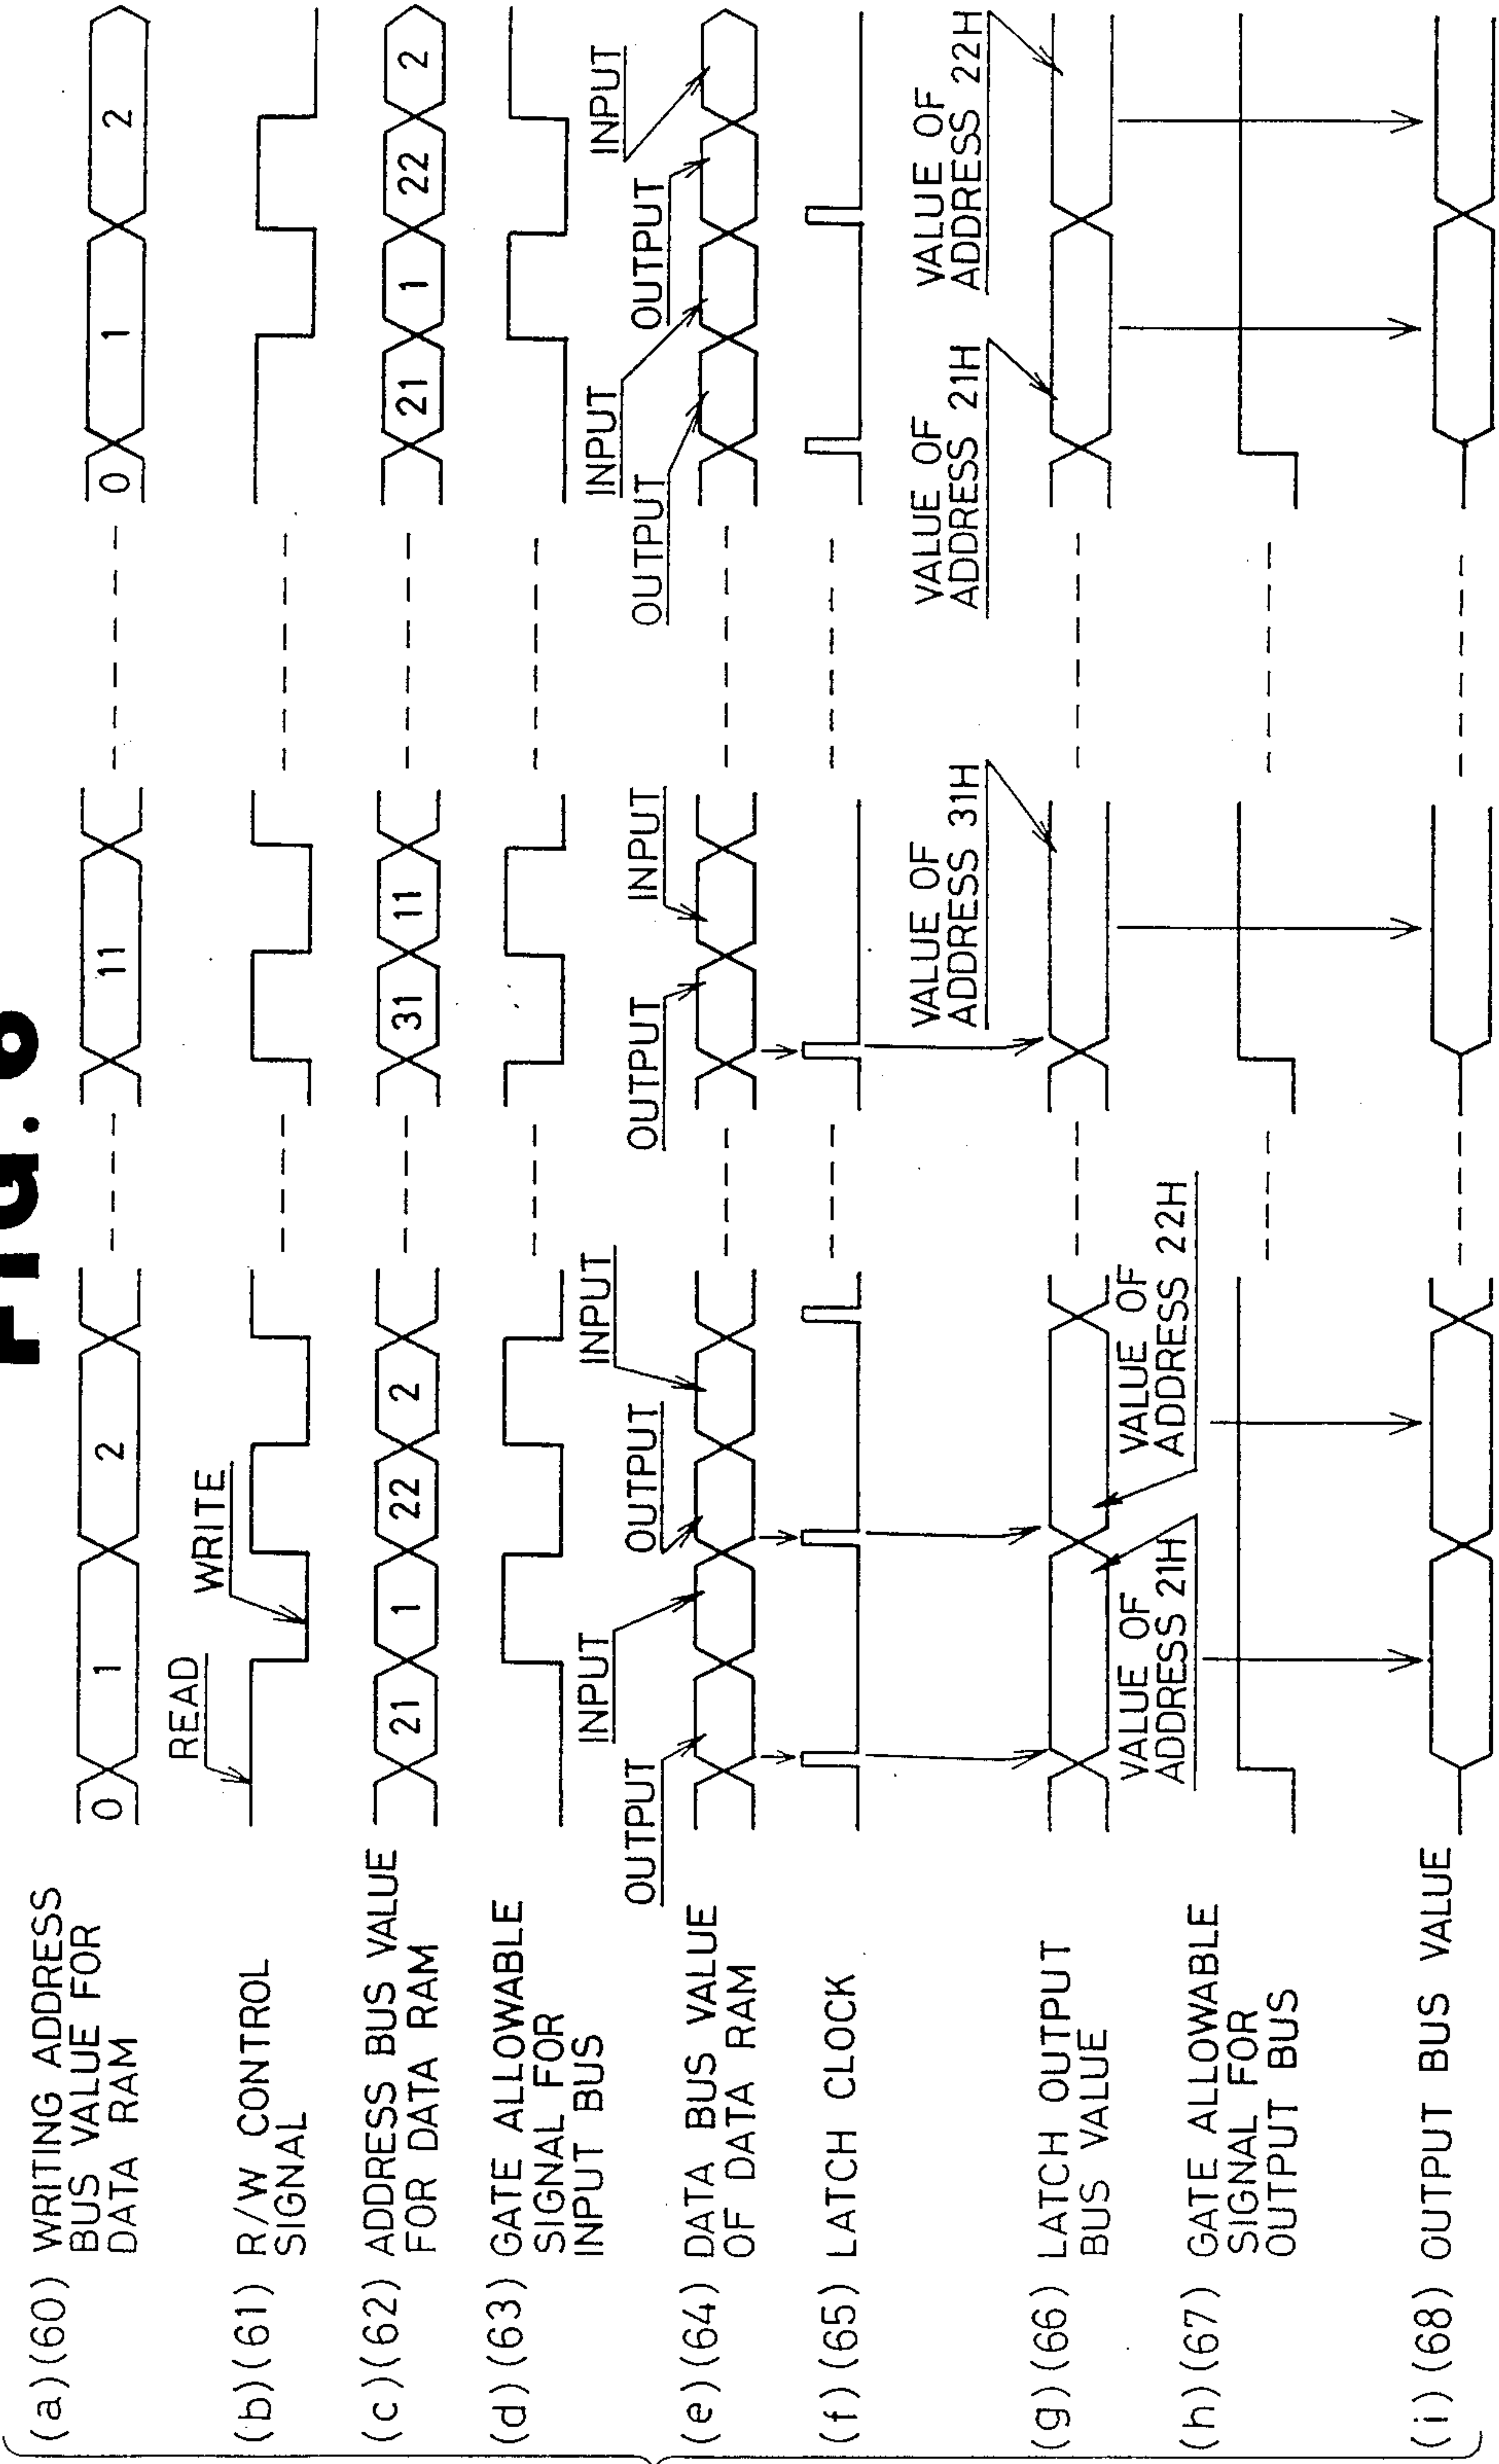 FIG.
(a)(60) WRITING ADDRESS
BUS VALUE FOR
DATA RAM
0
1
2
11
0
1
2
(b)(61) R/W CONTROL
SIGNAL
READ
WRITE
(c)(62) ADDRESS BUS VALUE
FOR DATA RAM
21
1
22
2
31
11
21
1
22
2
(d)(63) GATE ALLOWABLE
SIGNAL FOR
INPUT BUS
(e)(64) DATA BUS VALUE
OF DATA RAM
OUTPUT
INPUT
OUTPUT
INPUT
OUTPUT
INPUT
OUTPUT
INPUT
OUTPUT
INPUT
(f)(65) LATCH CLOCK
(g)(66) LATCH OUTPUT
BUS VALUE
VALUE OF
ADDRESS 21H
VALUE OF
ADDRESS 22H
VALUE OF
ADDRESS 31H
VALUE OF
ADDRESS 21H
VALUE OF
ADDRESS 22H
(h)(67) GATE ALLOWABLE
SIGNAL FOR
OUTPUT BUS
(i)(68) OUTPUT BUS VALUE